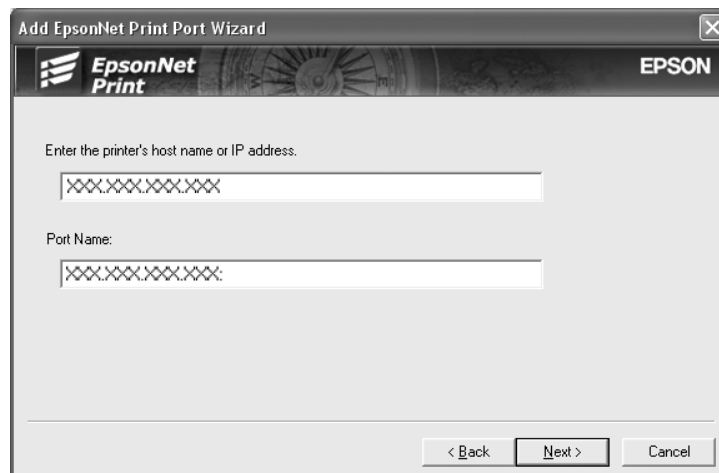 Add EpsonNet Print Port Wizard
EpsonNet
Print
EPSON
Enter the printer's host name or IP address.
XXX.XXX.XXX.XXX
Port Name:
XXX.XXX.XXX.XXX:
< Back
Next >
Cancel